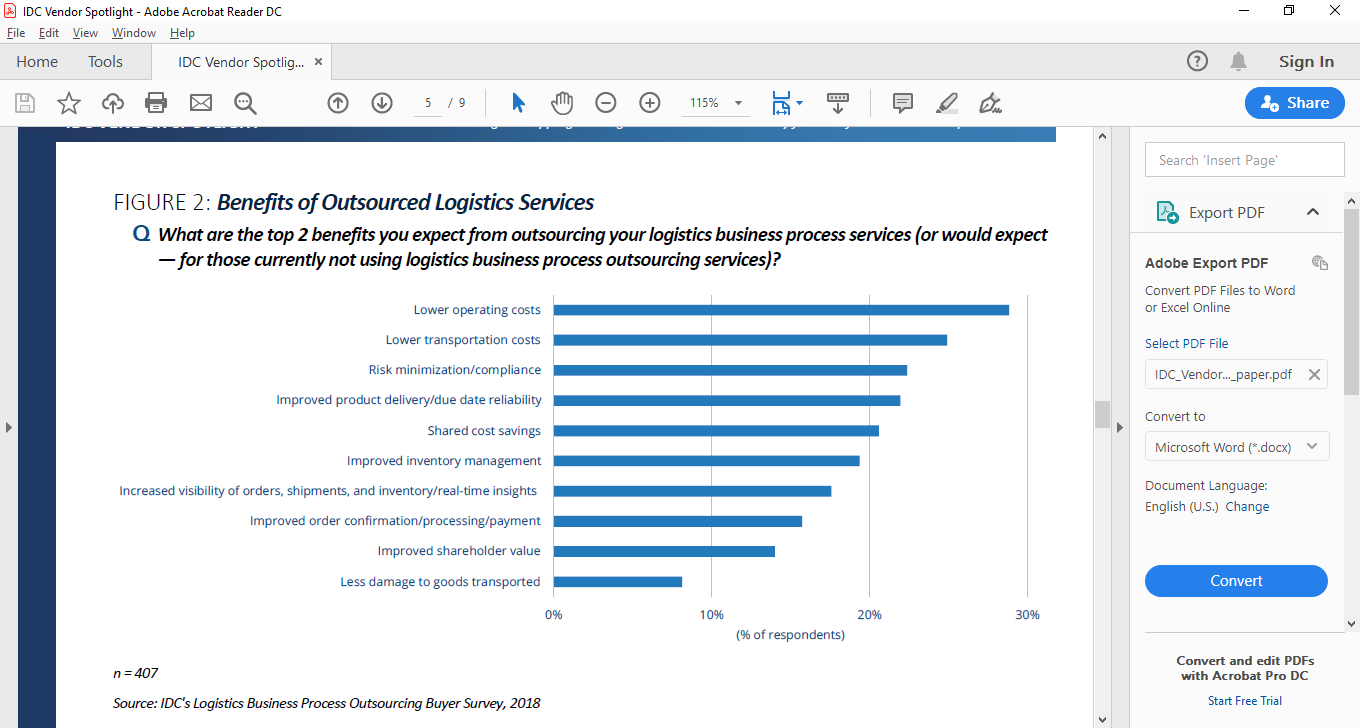 IDC Vendor Spotlight - Adobe Acrobat Reader DC
File Edit View Window Help
Home Tools IDC Vendor Spotlig... × Sign In
5 / 9 115% Share
FIGURE 2: Benefits of Outsourced Logistics Services
Q What are the top 2 benefits you expect from outsourcing your logistics business process services (or would expect
— for those currently not using logistics business process outsourcing services)?
Lower operating costs
Lower transportation costs
Risk minimization/compliance
Improved product delivery/due date reliability
Shared cost savings
Improved inventory management
Increased visibility of orders, shipments, and inventory/real-time insights
Improved order confirmation/processing/payment
Improved shareholder value
Less damage to goods transported
0% 10% 20% 30%
(% of respondents)
n = 407
Source: IDC's Logistics Business Process Outsourcing Buyer Survey, 2018
Search 'Insert Page'
Export PDF
Adobe Export PDF
Convert PDF Files to Word
or Excel Online
Select PDF File
IDC_Vendor..._paper.pdf
Convert to
Microsoft Word (*.docx)
Document Language:
English (U.S.) Change
Convert
Convert and edit PDFs
with Acrobat Pro DC
Start Free Trial